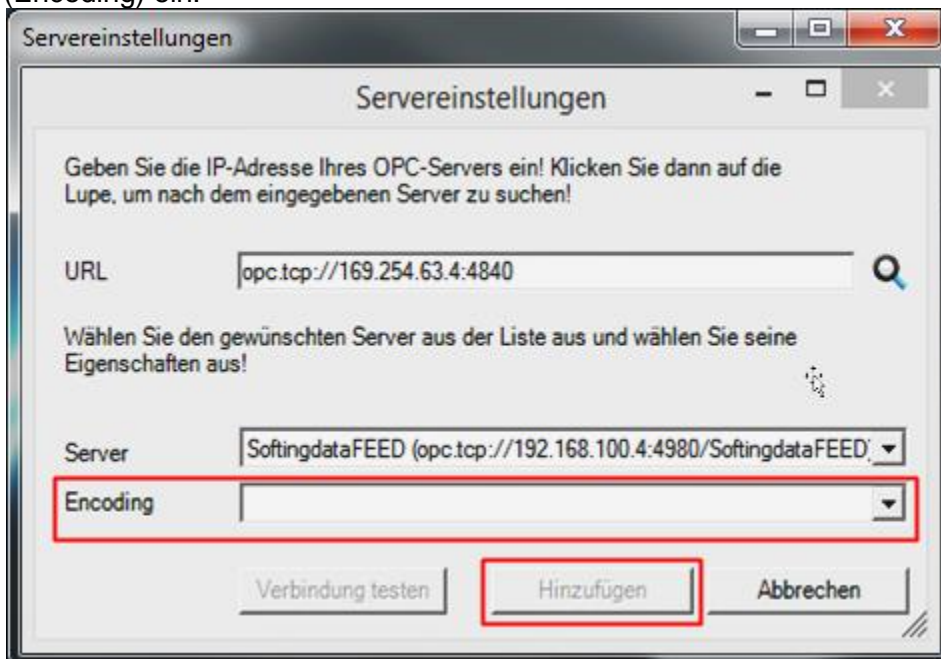 (Encoding) ein.
Servereinstellungen
Servereinstellungen
Geben Sie die IP-Adresse Ihres OPC-Servers ein! Klicken Sie dann auf die
Lupe, um nach dem eingegebenen Server zu suchen!
URL opc.tcp://169.254.63.4:4840
Wählen Sie den gewünschten Server aus der Liste aus und wählen Sie seine
Eigenschaften aus!
Server SoftingdataFEED (opc.tcp://192.168.100.4:4980/SoftingdataFEED)
Encoding
Verbindung testen Hinzufügen Abbrechen